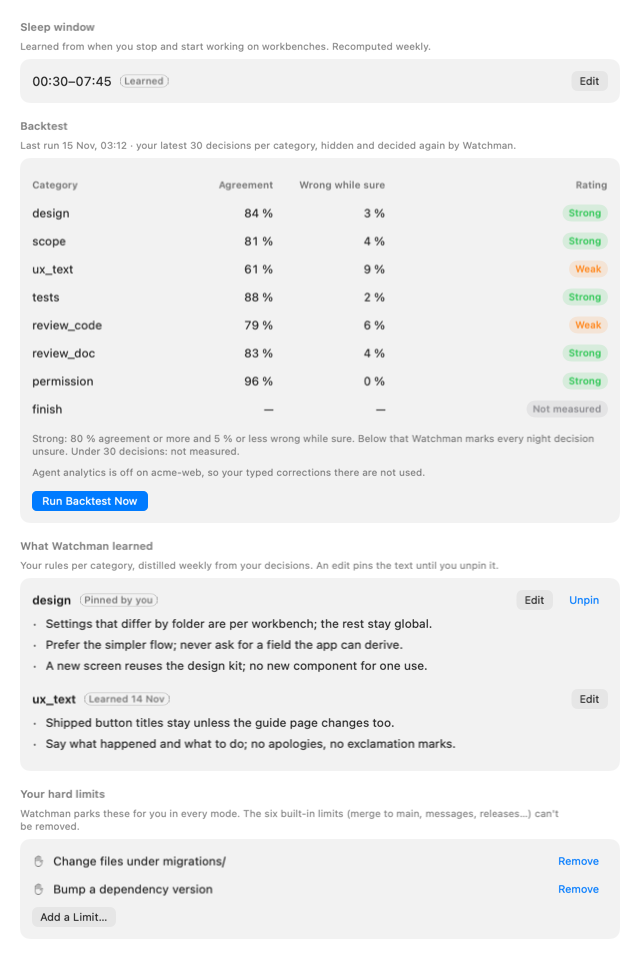 Sleep window
Learned from when you stop and start working on workbenches. Recomputed weekly.
00:30–07:45 Learned Edit
Backtest
Last run 15 Nov, 03:12 · your latest 30 decisions per category, hidden and decided again by Watchman.
Category Agreement Wrong while sure Rating
design 84 % 3 % Strong
scope 81 % 4 % Strong
ux_text 61 % 9 % Weak
tests 88 % 2 % Strong
review_code 79 % 6 % Weak
review_doc 83 % 4 % Strong
permission 96 % 0 % Strong
finish — — Not measured
Strong: 80 % agreement or more and 5 % or less wrong while sure. Below that Watchman marks every night decision
unsure. Under 30 decisions: not measured.
Agent analytics is off on acme-web, so your typed corrections there are not used.
Run Backtest Now
What Watchman learned
Your rules per category, distilled weekly from your decisions. An edit pins the text until you unpin it.
design Pinned by you Edit Unpin
· Settings that differ by folder are per workbench; the rest stay global.
· Prefer the simpler flow; never ask for a field the app can derive.
· A new screen reuses the design kit; no new component for one use.
ux_text Learned 14 Nov Edit
· Shipped button titles stay unless the guide page changes too.
· Say what happened and what to do; no apologies, no exclamation marks.
Your hard limits
Watchman parks these for you in every mode. The six built-in limits (merge to main, messages, releases…) can't
be removed.
Change files under migrations/ Remove
Bump a dependency version Remove
Add a Limit…